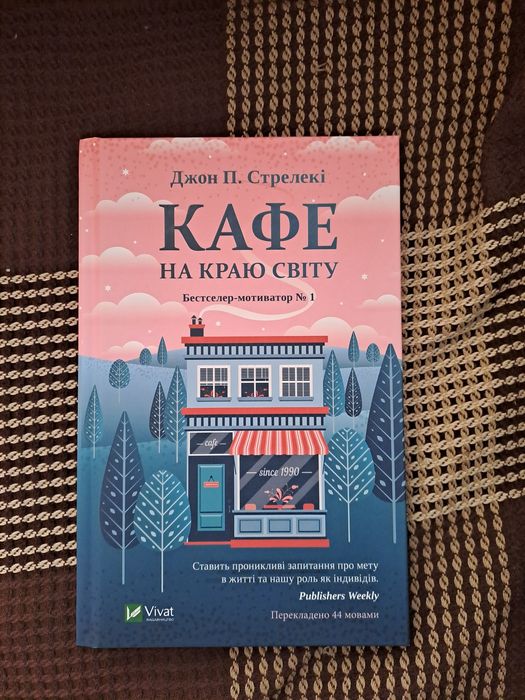 Джон П. Стрелекі
КАФЕ
НА КРАЮ СВІТУ
Бестселер-мотиватор № 1
cafe
since 1990
Ставить проникливі запитання про мету
в житті та нашу роль як індивідів.
Publishers Weekly
Перекладено 44 мовами
Vivat
ВИДАВНИЦТВО